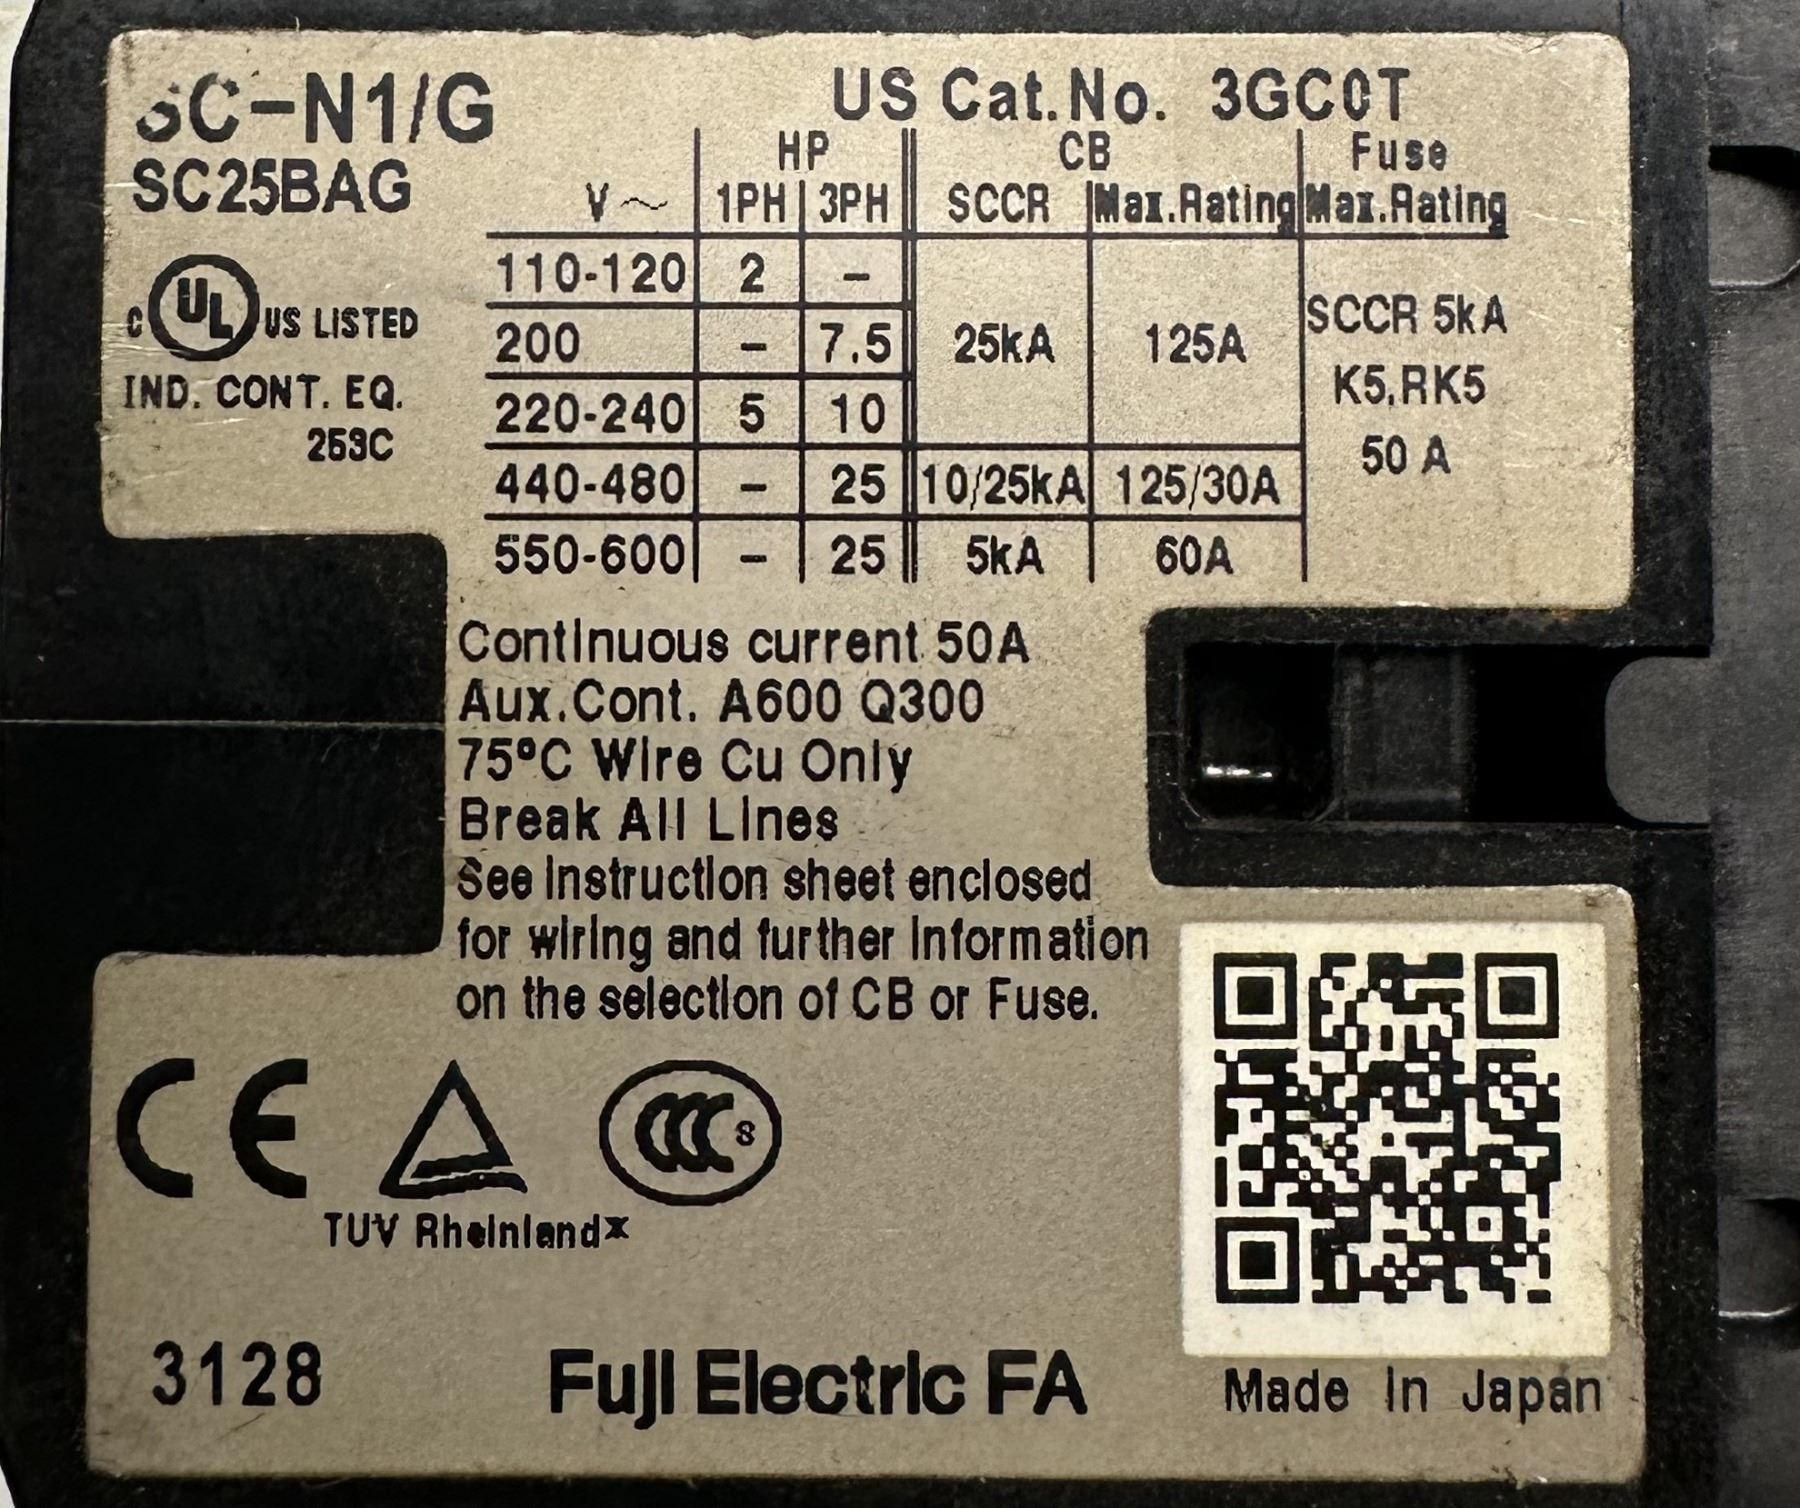 SC-N1/G
SC25BAG
US Cat.No. 3GC0T
HP CB Fuse
V~ 1PH 3PH SCCR Max.Rating Max.Rating
110-120 2 -
200 - 7.5 25kA 125A
220-240 5 10
440-480 - 25 10/25kA 125/30A
550-600 - 25 5kA 60A
SCCR 5kA
K5,RK5
50 A
c UL US LISTED
IND. CONT. EQ.
253C
Continuous current 50A
Aux.Cont. A600 Q300
75°C Wire Cu Only
Break All Lines
See instruction sheet enclosed
for wiring and further information
on the selection of CB or Fuse.
CE
TUV Rheinland
CCC S
3128
Fuji Electric FA
Made in Japan